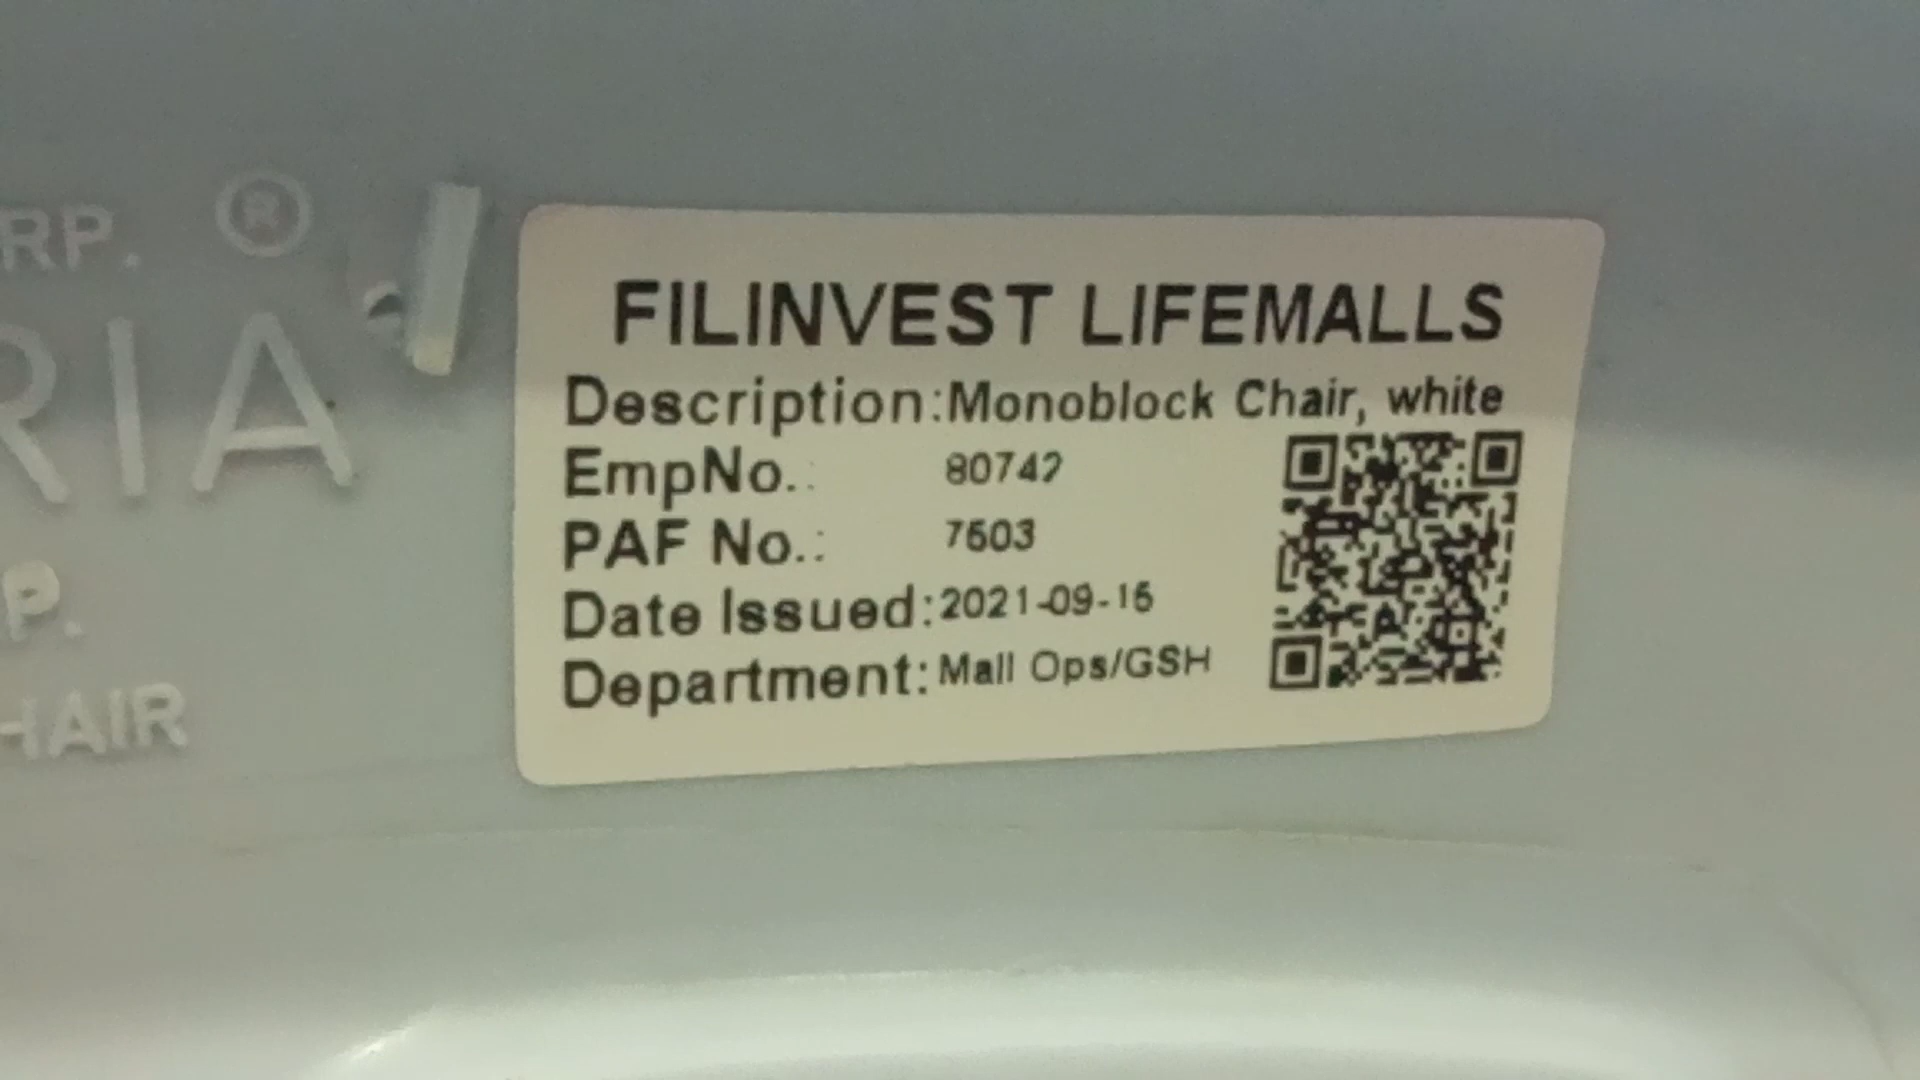 RP. ®
RIA
P.
HAIR
FILINVEST LIFEMALLS
Description:Monoblock Chair, white
EmpNo.: 80742
PAF No.: 7503
Date Issued:2021-09-15
Department:Mall Ops/GSH